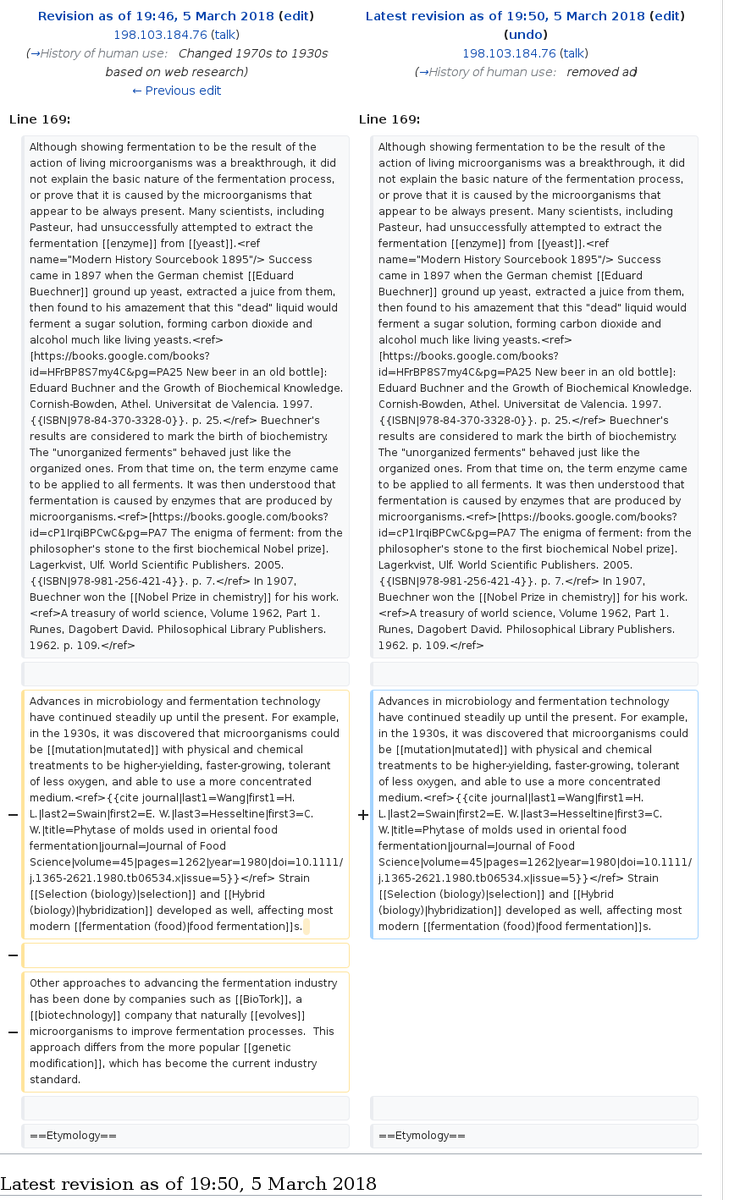 Revision as of 19:46, 5 March 2018 (edit)
198.103.184.76 (talk)
(→History of human use: Changed 1970s to 1930s
based on web research)
← Previous edit
Latest revision as of 19:50, 5 March 2018 (edit)
(undo)
198.103.184.76 (talk)
(→History of human use: removed ad)
Line 169:
Although showing fermentation to be the result of the
action of living microorganisms was a breakthrough, it did
not explain the basic nature of the fermentation process,
or prove that it is caused by the microorganisms that
appear to be always present. Many scientists, including
Pasteur, had unsuccessfully attempted to extract the
fermentation [[enzyme]] from [[yeast]].<ref
name="Modern History Sourcebook 1895"/> Success
came in 1897 when the German chemist [[Eduard
Buechner]] ground up yeast, extracted a juice from them,
then found to his amazement that this "dead" liquid would
ferment a sugar solution, forming carbon dioxide and
alcohol much like living yeasts.<ref>
[https://books.google.com/books?
id=HFrBP8S7my4C&pg=PA25 New beer in an old bottle]:
Eduard Buchner and the Growth of Biochemical Knowledge.
Cornish-Bowden, Athel. Universitat de Valencia. 1997.
{{ISBN|978-84-370-3328-0}}. p. 25.</ref> Buechner's
results are considered to mark the birth of biochemistry.
The "unorganized ferments" behaved just like the
organized ones. From that time on, the term enzyme came
to be applied to all ferments. It was then understood that
fermentation is caused by enzymes that are produced by
microorganisms.<ref>[https://books.google.com/books?
id=cP1IrqiBPCwC&pg=PA7 The enigma of ferment: from the
philosopher's stone to the first biochemical Nobel prize].
Lagerkvist, Ulf. World Scientific Publishers. 2005.
{{ISBN|978-981-256-421-4}}. p. 7.</ref> In 1907,
Buechner won the [[Nobel Prize in chemistry]] for his work.
<ref>A treasury of world science, Volume 1962, Part 1.
Runes, Dagobert David. Philosophical Library Publishers.
1962. p. 109.</ref>
− Advances in microbiology and fermentation technology
have continued steadily up until the present. For example,
in the 1930s, it was discovered that microorganisms could
be [[mutation|mutated]] with physical and chemical
treatments to be higher-yielding, faster-growing, tolerant
of less oxygen, and able to use a more concentrated
medium.<ref>{{cite journal|last1=Wang|first1=H.
L.|last2=Swain|first2=E. W.|last3=Hesseltine|first3=C.
W.|title=Phytase of molds used in oriental food
fermentation|journal=Journal of Food
Science|volume=45|pages=1262|year=1980|doi=10.1111/
j.1365-2621.1980.tb06534.x|issue=5}}</ref> Strain
[[Selection (biology)|selection]] and [[Hybrid
(biology)|hybridization]] developed as well, affecting most
modern [[fermentation (food)|food fermentation]]s.
−
− Other approaches to advancing the fermentation industry
has been done by companies such as [[BioTork]], a
[[biotechnology]] company that naturally [[evolves]]
microorganisms to improve fermentation processes. This
approach differs from the more popular [[genetic
modification]], which has become the current industry
standard.
==Etymology==
Line 169:
Although showing fermentation to be the result of the
action of living microorganisms was a breakthrough, it did
not explain the basic nature of the fermentation process,
or prove that it is caused by the microorganisms that
appear to be always present. Many scientists, including
Pasteur, had unsuccessfully attempted to extract the
fermentation [[enzyme]] from [[yeast]].<ref
name="Modern History Sourcebook 1895"/> Success
came in 1897 when the German chemist [[Eduard
Buechner]] ground up yeast, extracted a juice from them,
then found to his amazement that this "dead" liquid would
ferment a sugar solution, forming carbon dioxide and
alcohol much like living yeasts.<ref>
[https://books.google.com/books?
id=HFrBP8S7my4C&pg=PA25 New beer in an old bottle]:
Eduard Buchner and the Growth of Biochemical Knowledge.
Cornish-Bowden, Athel. Universitat de Valencia. 1997.
{{ISBN|978-84-370-3328-0}}. p. 25.</ref> Buechner's
results are considered to mark the birth of biochemistry.
The "unorganized ferments" behaved just like the
organized ones. From that time on, the term enzyme came
to be applied to all ferments. It was then understood that
fermentation is caused by enzymes that are produced by
microorganisms.<ref>[https://books.google.com/books?
id=cP1IrqiBPCwC&pg=PA7 The enigma of ferment: from the
philosopher's stone to the first biochemical Nobel prize].
Lagerkvist, Ulf. World Scientific Publishers. 2005.
{{ISBN|978-981-256-421-4}}. p. 7.</ref> In 1907,
Buechner won the [[Nobel Prize in chemistry]] for his work.
<ref>A treasury of world science, Volume 1962, Part 1.
Runes, Dagobert David. Philosophical Library Publishers.
1962. p. 109.</ref>
+ Advances in microbiology and fermentation technology
have continued steadily up until the present. For example,
in the 1930s, it was discovered that microorganisms could
be [[mutation|mutated]] with physical and chemical
treatments to be higher-yielding, faster-growing, tolerant
of less oxygen, and able to use a more concentrated
medium.<ref>{{cite journal|last1=Wang|first1=H.
L.|last2=Swain|first2=E. W.|last3=Hesseltine|first3=C.
W.|title=Phytase of molds used in oriental food
fermentation|journal=Journal of Food
Science|volume=45|pages=1262|year=1980|doi=10.1111/
j.1365-2621.1980.tb06534.x|issue=5}}</ref> Strain
[[Selection (biology)|selection]] and [[Hybrid
(biology)|hybridization]] developed as well, affecting most
modern [[fermentation (food)|food fermentation]]s.
==Etymology==
Latest revision as of 19:50, 5 March 2018